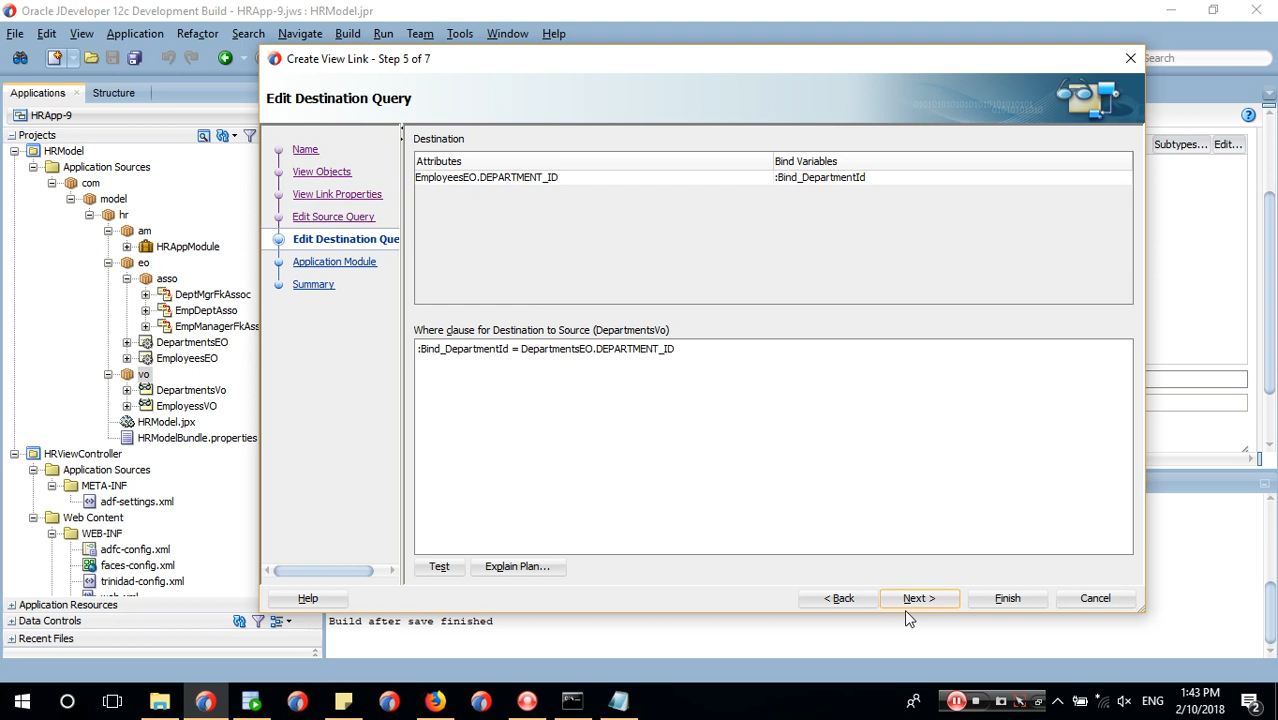 Oracle JDeveloper 12c Development Build - HRApp-9.jws : HRModel.jpr
File Edit View Application Refactor Search Navigate Build Run Team Tools Window Help
Create View Link - Step 5 of 7
Search
Applications Structure
Edit Destination Query
HRApp-9
Projects
HRModel
Application Sources
com
model
hr
am
HRAppModule
eo
asso
DeptMgrFkAssoc
EmpDeptAsso
EmpManagerFkAss
DepartmentsEO
EmployeesEO
vo
DepartmentsVo
EmployessVO
HRModel.jpx
HRModelBundle.properties
HRViewController
Application Sources
META-INF
adf-settings.xml
Web Content
WEB-INF
adfc-config.xml
faces-config.xml
trinidad-config.xml
Application Resources
Data Controls
Recent Files
Name
View Objects
View Link Properties
Edit Source Query
Edit Destination Que
Application Module
Summary
Destination
Attributes Bind Variables
EmployeesEO.DEPARTMENT_ID :Bind_DepartmentId
Where clause for Destination to Source (DepartmentsVo)
:Bind_DepartmentId = DepartmentsEO.DEPARTMENT_ID
Test Explain Plan...
Help < Back Next > Finish Cancel
Subtypes... Edit...
Build after save finished
ENG
1:43 PM
2/10/2018
2